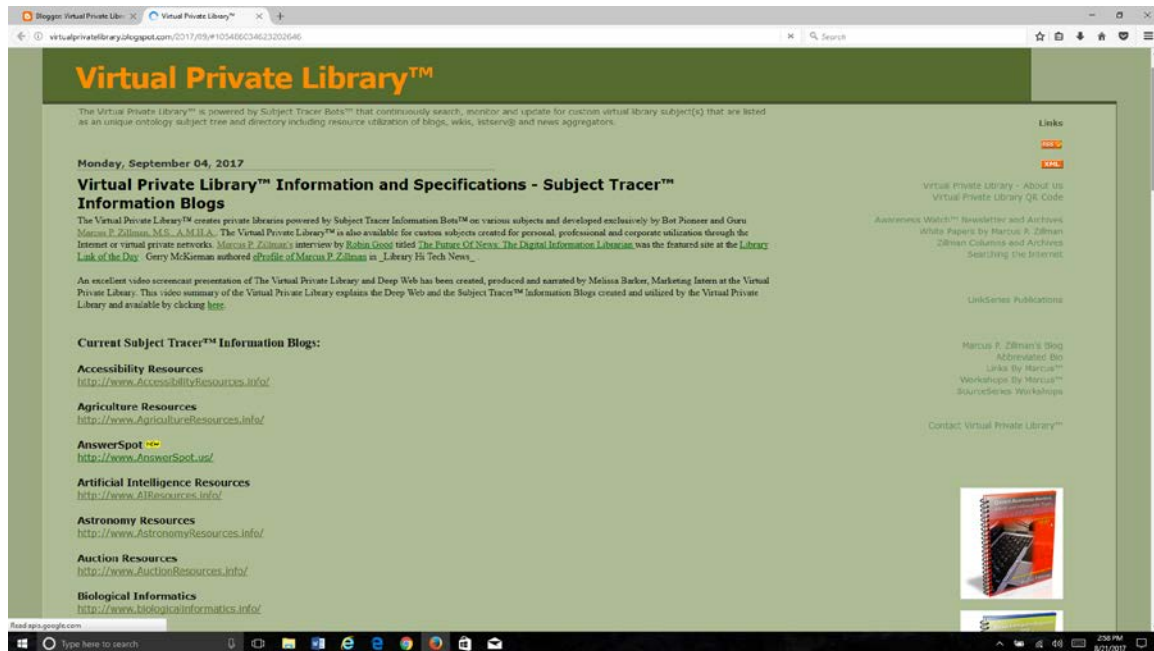 Blogger: Virtual Private Libr
Virtual Private Library™
virtualprivatelibrary.blogspot.com/2017/09/#105486034623202646
Search
Virtual Private Library™
The Virtual Private Library™ is powered by Subject Tracer Bots™ that continuously search, monitor and update for custom virtual library subject(s) that are listed
as an unique ontology subject tree and directory including resource utilization of blogs, wikis, listserv® and news aggregators.
Monday, September 04, 2017
Virtual Private Library™ Information and Specifications - Subject Tracer™
Information Blogs
The Virtual Private Library™ creates private libraries powered by Subject Tracer Information Bots™ on various subjects and developed exclusively by Bot Pioneer and Guru
Marcus P. Zillman, M.S., A.M.H.A.. The Virtual Private Library™ is also available for custom subjects created for personal, professional and corporate utilization through the
Internet or virtual private networks. Marcus P. Zillman's interview by Robin Good titled The Future Of News: The Digital Information Librarian was the featured site at the Library
Link of the Day. Gerry McKiernan authored eProfile of Marcus P. Zillman in _Library Hi Tech News_.
An excellent video screencast presentation of The Virtual Private Library and Deep Web has been created, produced and narrated by Melissa Barker, Marketing Intern at the Virtual
Private Library. This video summary of the Virtual Private Library explains the Deep Web and the Subject Tracer™ Information Blogs created and utilized by the Virtual Private
Library and available by clicking here.
Current Subject Tracer™ Information Blogs:
Accessibility Resources
http://www.AccessibilityResources.info/
Agriculture Resources
http://www.AgricultureResources.info/
AnswerSpot NEW
http://www.AnswerSpot.us/
Artificial Intelligence Resources
http://www.AIResources.info/
Astronomy Resources
http://www.AstronomyResources.info/
Auction Resources
http://www.AuctionResources.info/
Biological Informatics
http://www.biologicalinformatics.info/
Links
RSS
XML
Virtual Private Library - About Us
Virtual Private Library QR Code
Awareness Watch™ Newsletter and Archives
White Papers by Marcus P. Zillman
Zillman Columns and Archives
Searching the Internet
LinkSeries Publications
Marcus P. Zillman's Blog
Abbreviated Bio
Links By Marcus™
Workshops By Marcus™
SourceSeries Workshops
Contact Virtual Private Library™
Read apis.google.com
Type here to search
2:56 PM
8/21/2017